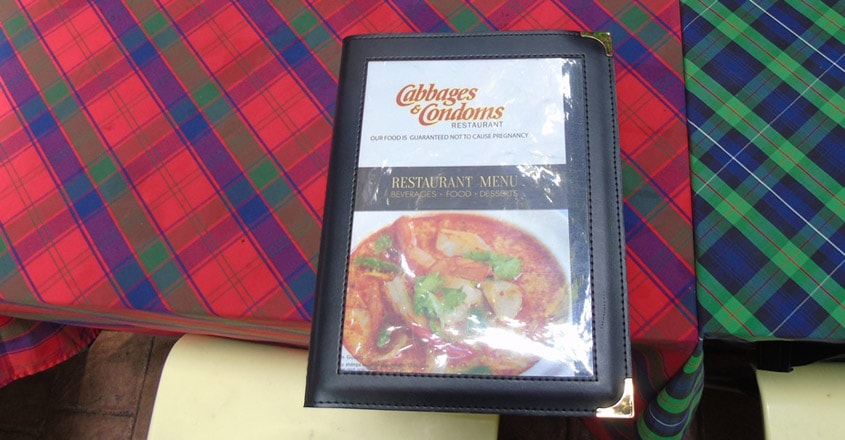 Cabbages
& Condoms
RESTAURANT
OUR FOOD IS GUARANTEED NOT TO CAUSE PREGNANCY
RESTAURANT MENU
BEVERAGES • FOOD • DESSERTS